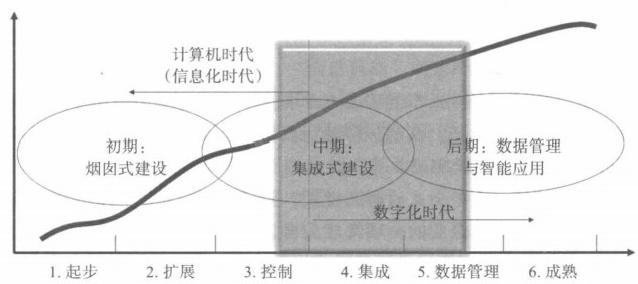 计算机时代
（信息化时代）
初期：
烟囱式建设
中期：
集成式建设
后期：数据管理
与智能应用
数字化时代
1. 起步
2. 扩展
3. 控制
4. 集成
5. 数据管理
6. 成熟